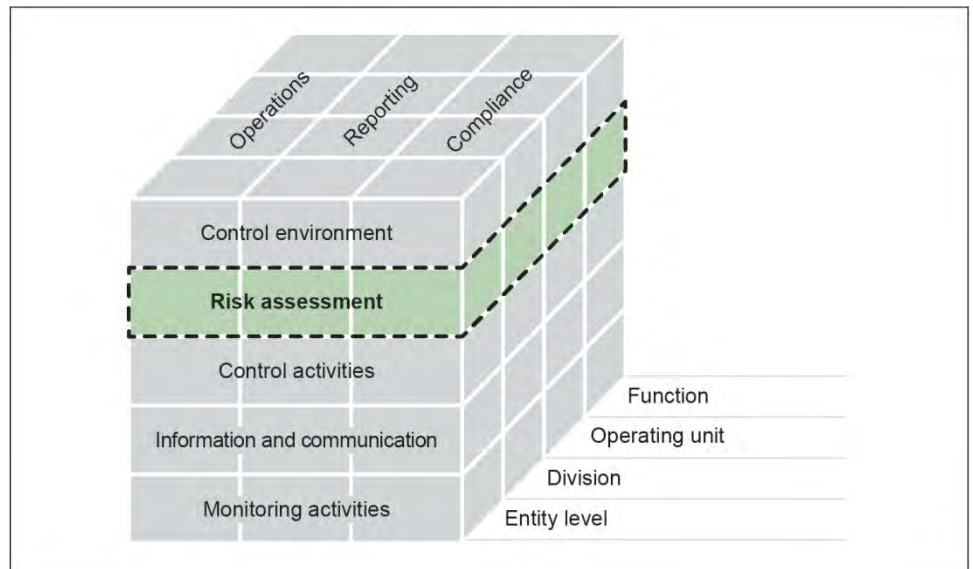 Operations
Reporting
Compliance
Control environment
Risk assessment
Control activities
Information and communication
Monitoring activities
Function
Operating unit
Division
Entity level